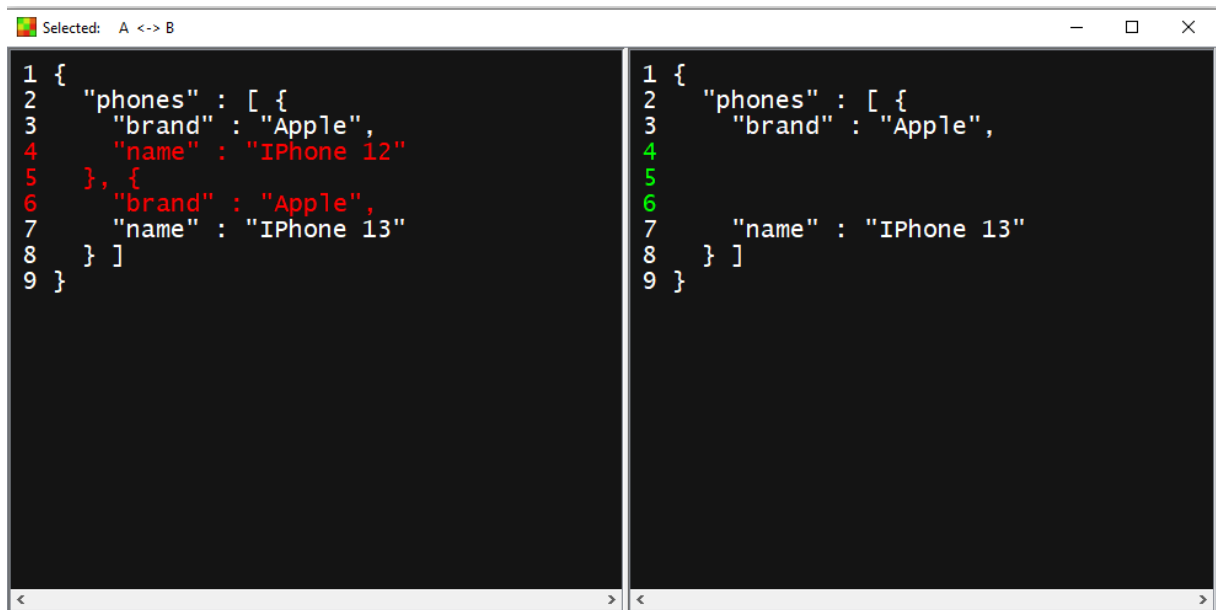 Selected: A <-> B
1 {
2   "phones" : [ {
3     "brand" : "Apple",
4     "name" : "IPhone 12"
5   }, {
6     "brand" : "Apple",
7     "name" : "IPhone 13"
8   } ]
9 }
1 {
2   "phones" : [ {
3     "brand" : "Apple",
4
5
6
7     "name" : "IPhone 13"
8   } ]
9 }